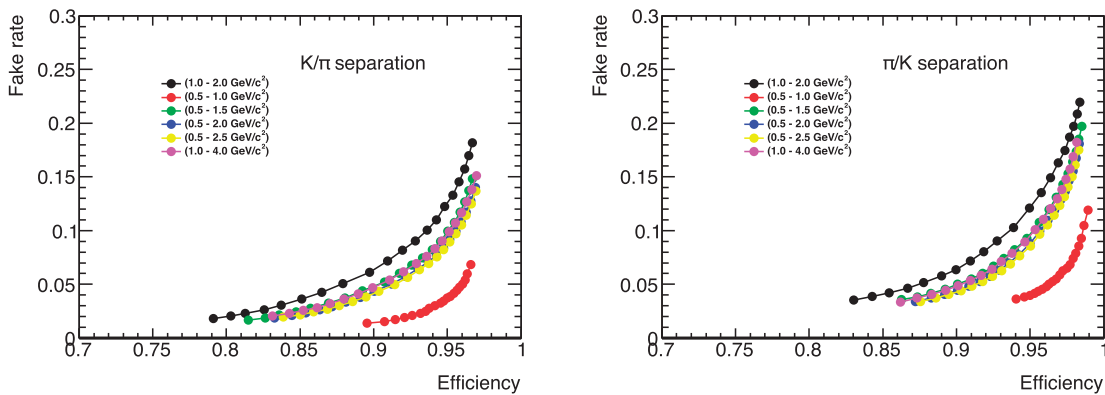 Fake rate
0.3
0.25
0.2
0.15
0.1
0.05
0
K/π separation
(1.0 - 2.0 GeV/c²)
(0.5 - 1.0 GeV/c²)
(0.5 - 1.5 GeV/c²)
(0.5 - 2.0 GeV/c²)
(0.5 - 2.5 GeV/c²)
(1.0 - 4.0 GeV/c²)
0.7 0.75 0.8 0.85 0.9 0.95 1
Efficiency
Fake rate
0.3
0.25
0.2
0.15
0.1
0.05
0
π/K separation
(1.0 - 2.0 GeV/c²)
(0.5 - 1.0 GeV/c²)
(0.5 - 1.5 GeV/c²)
(0.5 - 2.0 GeV/c²)
(0.5 - 2.5 GeV/c²)
(1.0 - 4.0 GeV/c²)
0.7 0.75 0.8 0.85 0.9 0.95 1
Efficiency